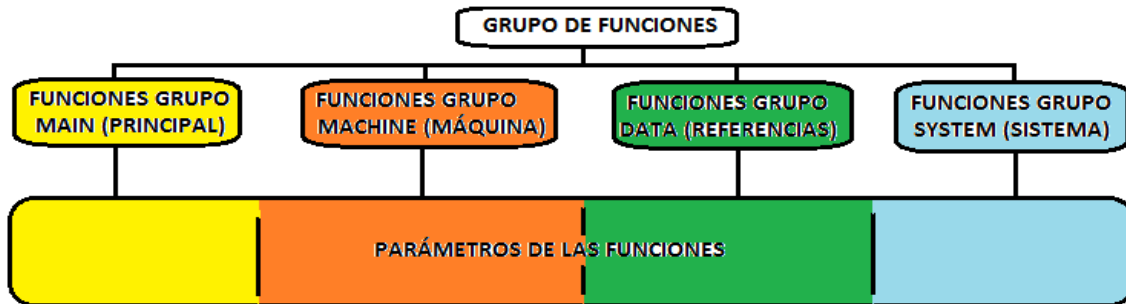 GRUPO DE FUNCIONES
FUNCIONES GRUPO
MAIN (PRINCIPAL)
FUNCIONES GRUPO
MACHINE (MÁQUINA)
FUNCIONES GRUPO
DATA (REFERENCIAS)
FUNCIONES GRUPO
SYSTEM (SISTEMA)
PARÁMETROS DE LAS FUNCIONES